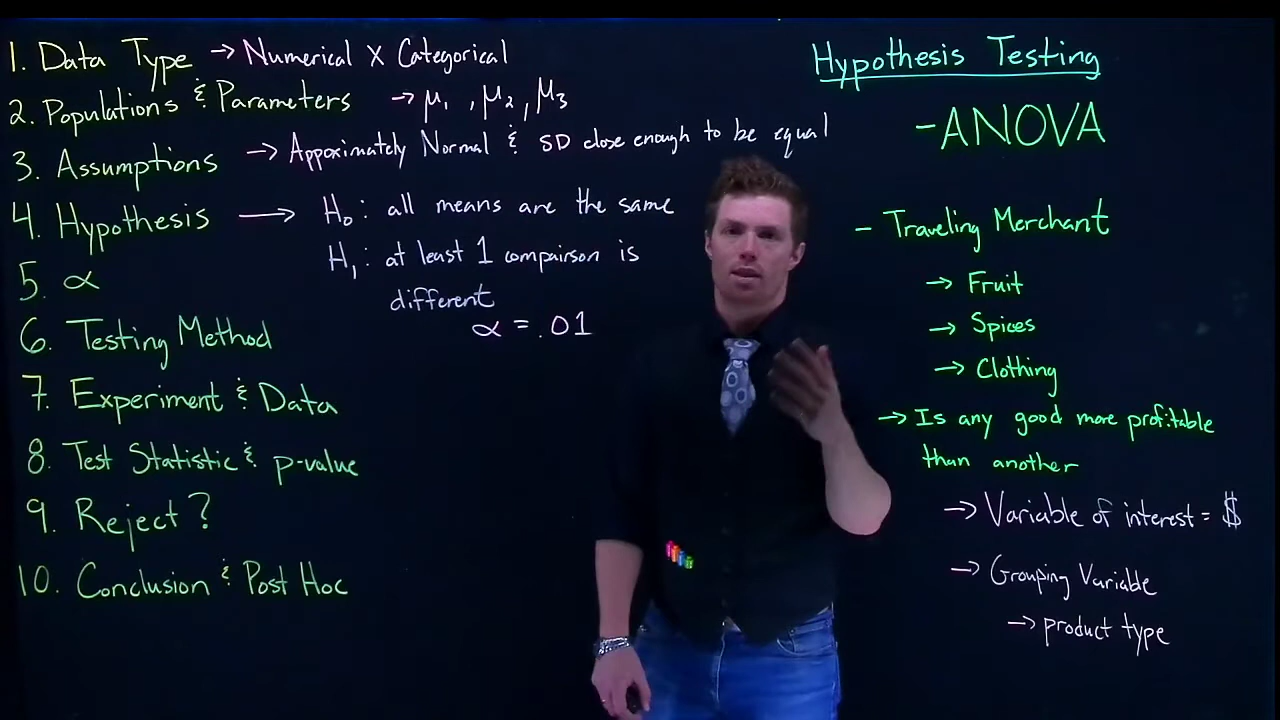 1. Data Type → Numerical X Categorical
2. Populations & Parameters → μ₁, μ₂, μ₃
3. Assumptions → Appoximately Normal & SD close enough to be equal
4. Hypothesis → H₀: all means are the same
H₁: at least 1 compairson is
different
5. α
α = .01
6. Testing Method
7. Experiment & Data
8. Test Statistic & p-value
9. Reject?
10. Conclusion & Post Hoc
Hypothesis Testing
- ANOVA
- Traveling Merchant
→ Fruit
→ Spices
→ Clothing
→ Is any good more profitable
than another
→ Variable of interest = $
→ Grouping Variable
→ product type